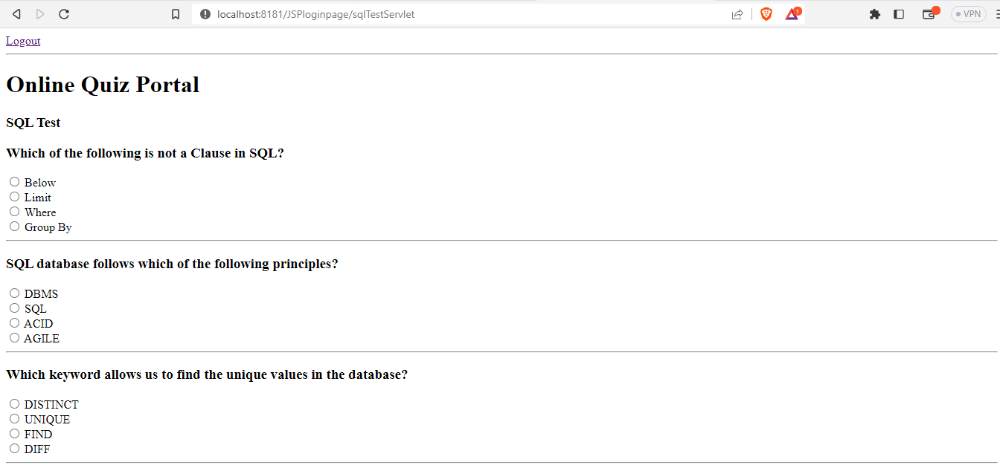 localhost:8181/JSPloginpage/sqlTestServlet
1
VPN
Logout
Online Quiz Portal
SQL Test
Which of the following is not a Clause in SQL?
Below
Limit
Where
Group By
SQL database follows which of the following principles?
DBMS
SQL
ACID
AGILE
Which keyword allows us to find the unique values in the database?
DISTINCT
UNIQUE
FIND
DIFF